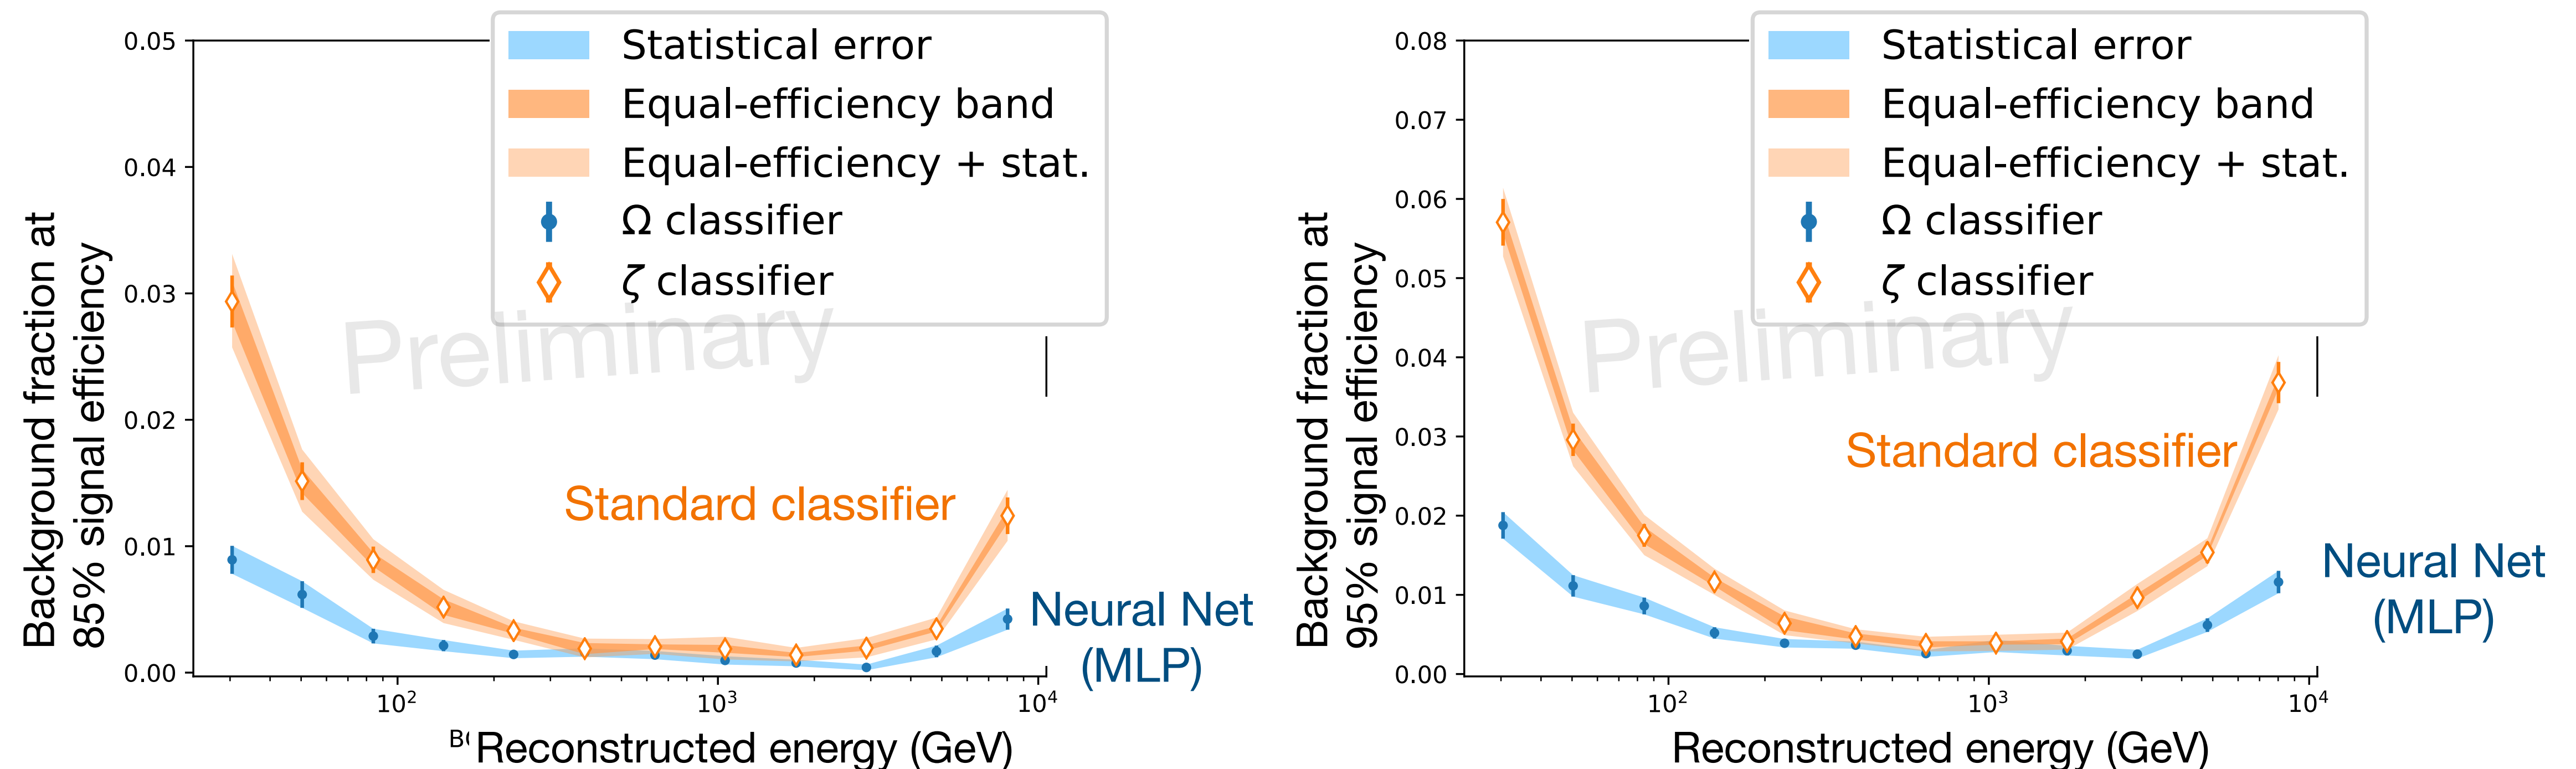 Statistical error
Equal-efficiency band
Equal-efficiency + stat.
Ω classifier
ζ classifier
0.05
0.04
0.03
0.02
0.01
0.00
Background fraction at
85% signal efficiency
Preliminary
Standard classifier
Neural Net
(MLP)
10²
10³
10⁴
Reconstructed energy (GeV)
Statistical error
Equal-efficiency band
Equal-efficiency + stat.
Ω classifier
ζ classifier
0.08
0.07
0.06
0.05
0.04
0.03
0.02
0.01
0.00
Background fraction at
95% signal efficiency
Preliminary
Standard classifier
Neural Net
(MLP)
10²
10³
10⁴
Reconstructed energy (GeV)